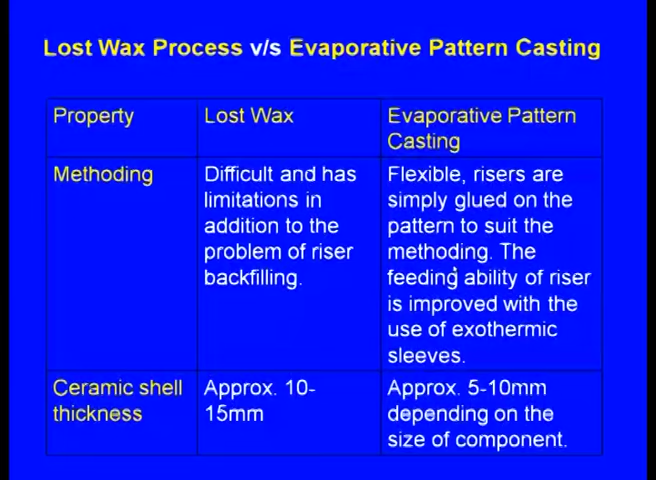 Lost Wax Process v/s Evaporative Pattern Casting
Property
Lost Wax
Evaporative Pattern
Casting
Methoding
Difficult and has
limitations in
addition to the
problem of riser
backfilling.
Flexible, risers are
simply glued on the
pattern to suit the
methoding. The
feeding ability of riser
is improved with the
use of exothermic
sleeves.
Ceramic shell
thickness
Approx. 10-
15mm
Approx. 5-10mm
depending on the
size of component.